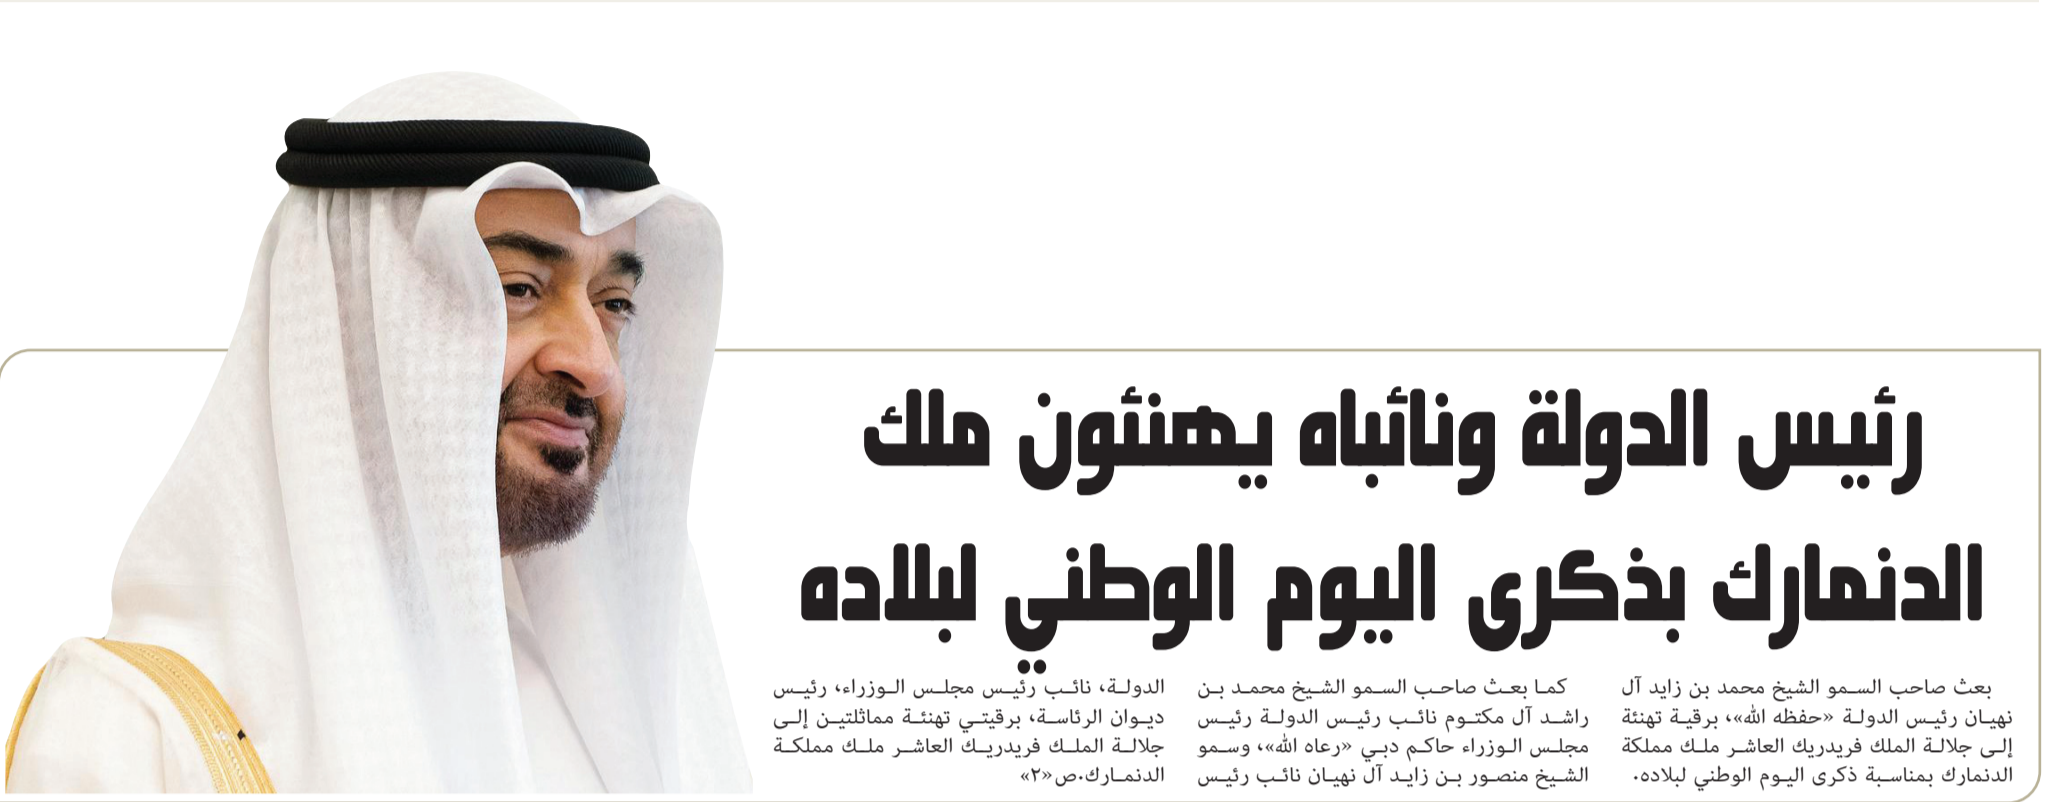 رئيس الدولة ونائباه يهنئون ملك
الدنمارك بذكرى اليوم الوطني لبلاده
بعث صاحب السمو الشيخ محمد بن زايد آل
نهيان رئيس الدولة «حفظه الله»، برقية تهنئة
إلى جلالة الملك فريدريك العاشر ملك مملكة
الدنمارك بمناسبة ذكرى اليوم الوطني لبلاده.
كما بعث صاحب السمو الشيخ محمد بن
راشد آل مكتوم نائب رئيس الدولة رئيس
مجلس الوزراء حاكم دبي «رعاه الله»، وسمو
الشيخ منصور بن زايد آل نهيان نائب رئيس
الدولة، نائب رئيس مجلس الوزراء، رئيس
ديوان الرئاسة، برقيتي تهنئة مماثلتين إلى
جلالة الملك فريدريك العاشر ملك مملكة
الدنمارك.ص«٢»